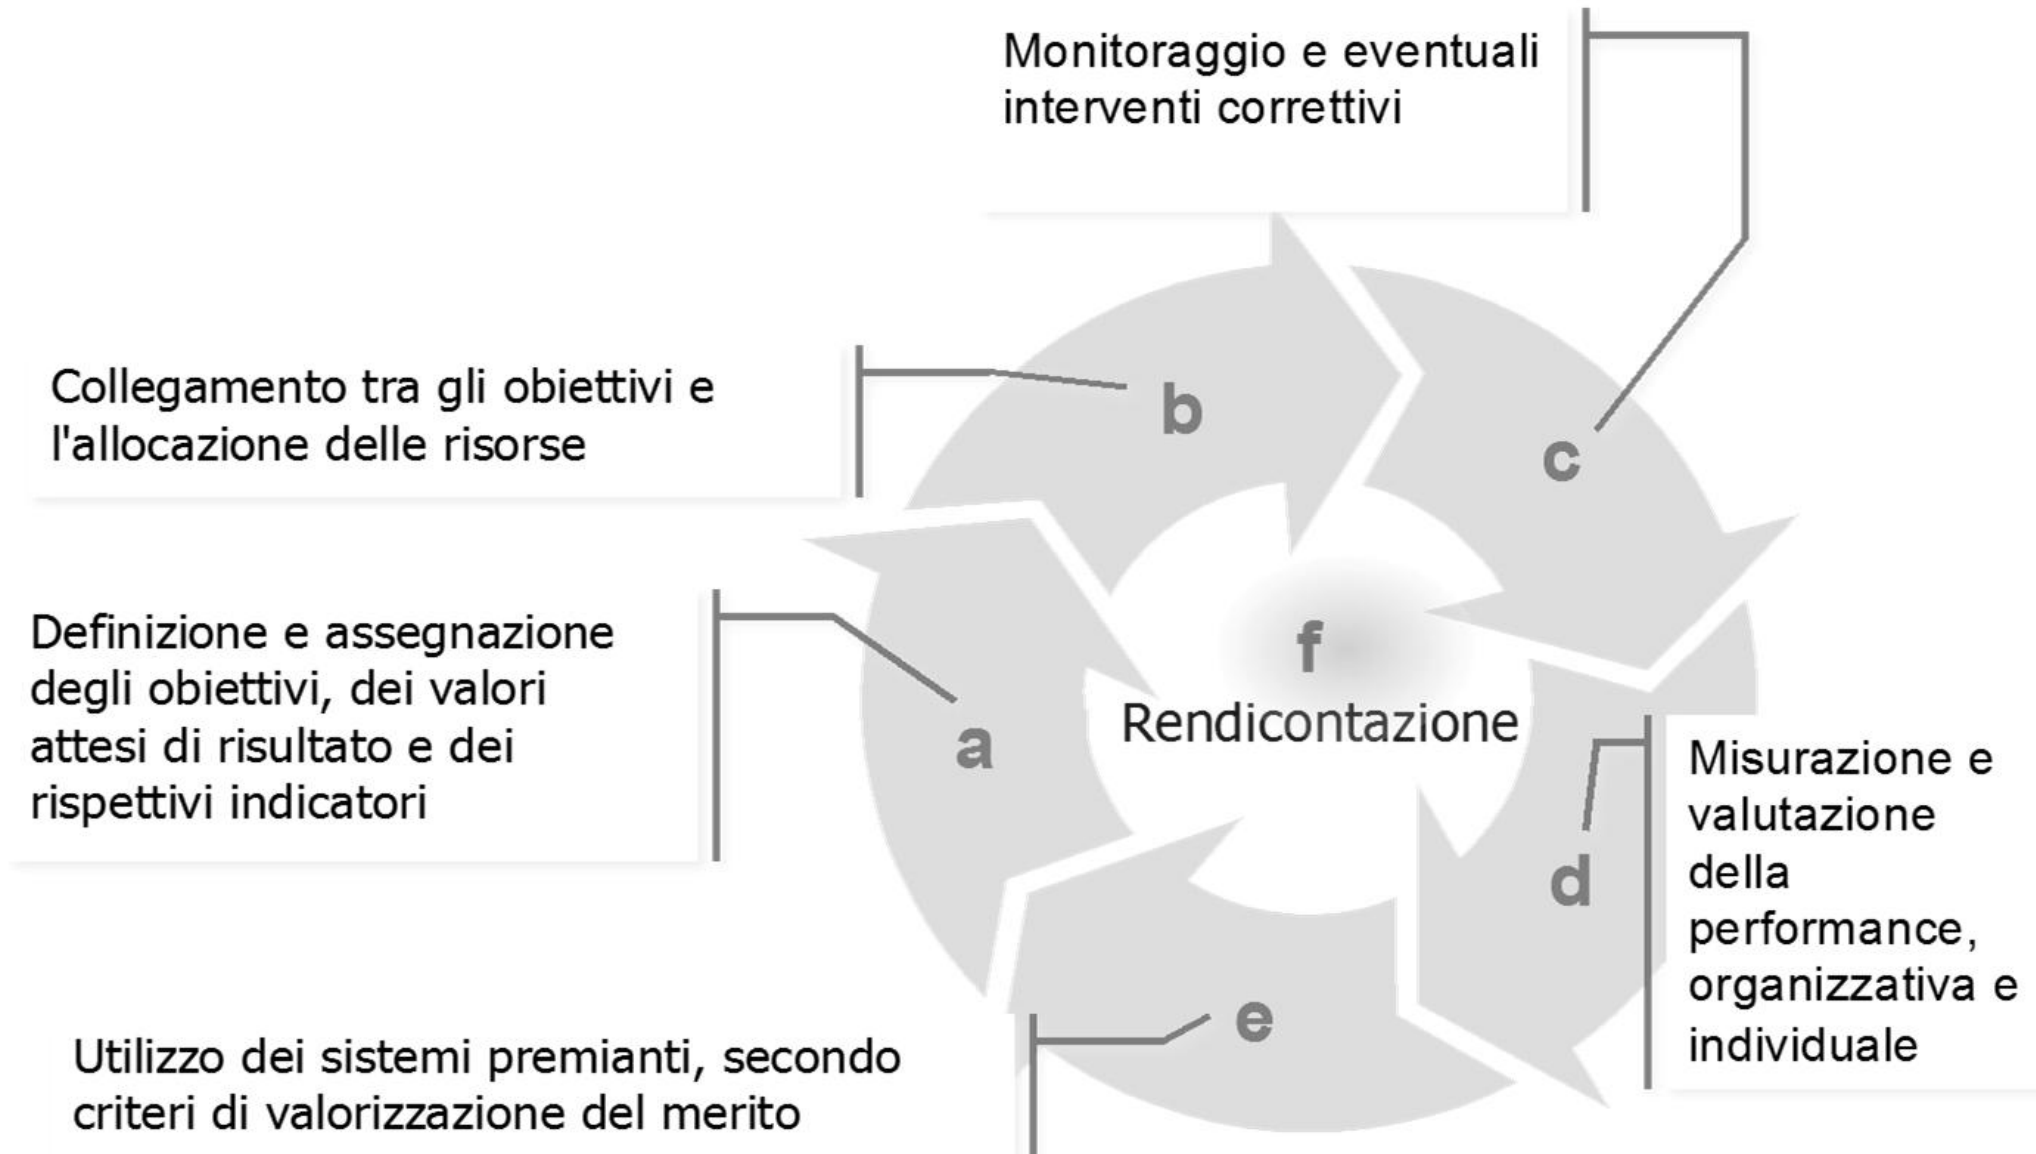 Monitoraggio e eventuali
interventi correttivi
Collegamento tra gli obiettivi e
l'allocazione delle risorse
b
c
Definizione e assegnazione
degli obiettivi, dei valori
attesi di risultato e dei
rispettivi indicatori
a
f
Rendicontazione
d
Misurazione e
valutazione
della
performance,
organizzativa e
individuale
e
Utilizzo dei sistemi premianti, secondo
criteri di valorizzazione del merito